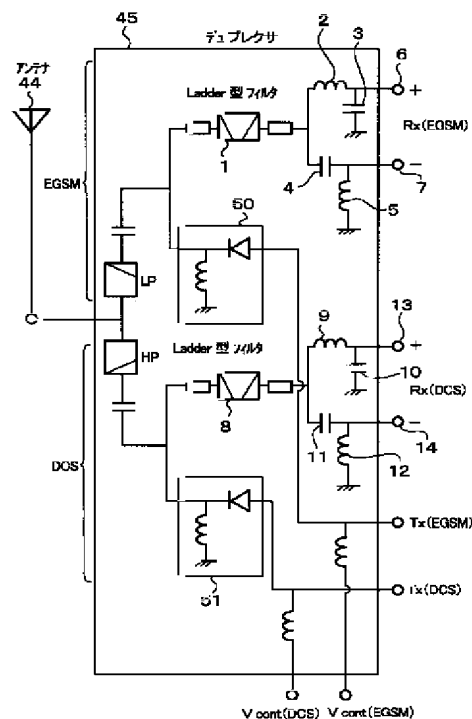 45
デュプレクサ
アンテナ
44
2
3
6
+
Ladder 型フィルタ
Rx(EGSM)
1
4
−
7
5
EGSM
50
LP
9
13
+
HP
Ladder 型フィルタ
10
Rx(DCS)
8
11
−
14
12
DOS
Tx(EGSM)
51
Tx(DCS)
V cont(DCS)
V cont(EGSM)